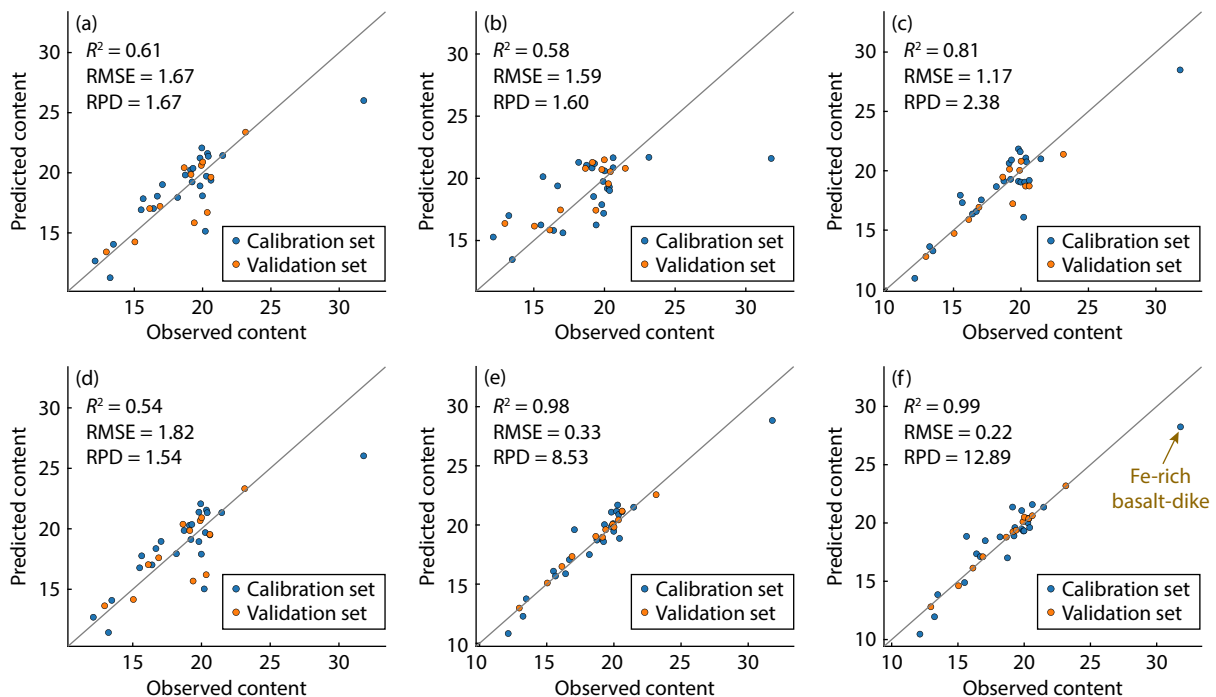 (a)
R² = 0.61
RMSE = 1.67
RPD = 1.67
Predicted content
30
25
20
15
15
20
25
30
Observed content
Calibration set
Validation set
(b)
R² = 0.58
RMSE = 1.59
RPD = 1.60
Predicted content
30
25
20
15
15
20
25
30
Observed content
Calibration set
Validation set
(c)
R² = 0.81
RMSE = 1.17
RPD = 2.38
Predicted content
30
25
20
15
10
10
15
20
25
30
Observed content
Calibration set
Validation set
(d)
R² = 0.54
RMSE = 1.82
RPD = 1.54
Predicted content
30
25
20
15
15
20
25
30
Observed content
Calibration set
Validation set
(e)
R² = 0.98
RMSE = 0.33
RPD = 8.53
Predicted content
30
25
20
15
10
10
15
20
25
30
Observed content
Calibration set
Validation set
(f)
R² = 0.99
RMSE = 0.22
RPD = 12.89
Fe-rich
basalt-dike
Predicted content
30
25
20
15
10
10
15
20
25
30
Observed content
Calibration set
Validation set